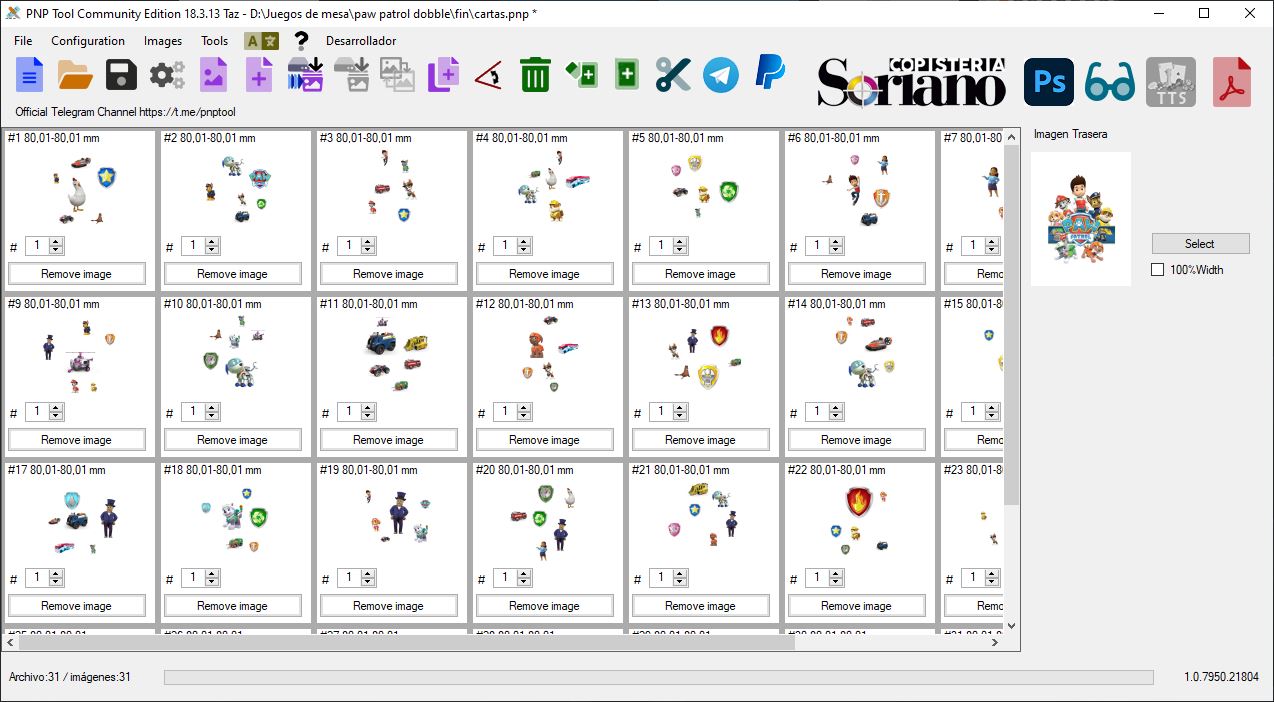 PNP Tool Community Edition 18.3.13 Taz - D:\Juegos de mesa\paw patrol dobble\fin\cartas.pnp *
File Configuration Images Tools A ? Desarrollador
COPISTERIA
Soriano
Ps
TTS
Official Telegram Channel https://t.me/pnptool
#1 80,01-80,01 mm #2 80,01-80,01 mm #3 80,01-80,01 mm #4 80,01-80,01 mm #5 80,01-80,01 mm #6 80,01-80,01 mm #7 80,01-80,0
Imagen Trasera
PAW
PATROL
Select
100%Width
# 1 # 1 # 1 # 1 # 1 # 1 # 1
Remove image Remove image Remove image Remove image Remove image Remove image Remo
#9 80,01-80,01 mm #10 80,01-80,01 mm #11 80,01-80,01 mm #12 80,01-80,01 mm #13 80,01-80,01 mm #14 80,01-80,01 mm #15 80,01-80,0
# 1 # 1 # 1 # 1 # 1 # 1 # 1
Remove image Remove image Remove image Remove image Remove image Remove image Remo
#17 80,01-80,01 mm #18 80,01-80,01 mm #19 80,01-80,01 mm #20 80,01-80,01 mm #21 80,01-80,01 mm #22 80,01-80,01 mm #23 80,01-80,0
# 1 # 1 # 1 # 1 # 1 # 1 # 1
Remove image Remove image Remove image Remove image Remove image Remove image Remo
Archivo:31 / imágenes:31 1.0.7950.21804